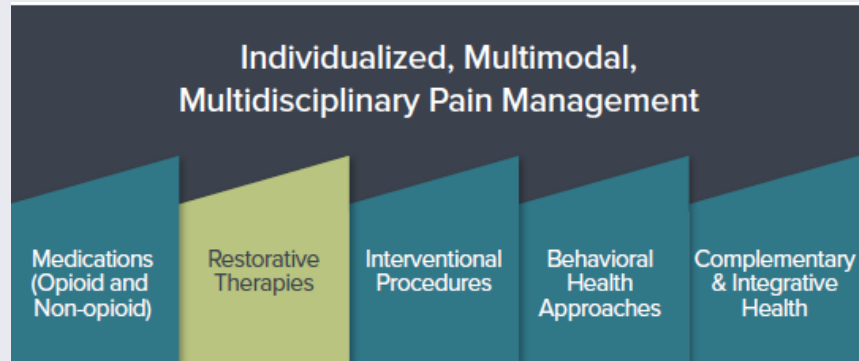 Individualized, Multimodal,
Multidisciplinary Pain Management
Medications
(Opioid and
Non-opioid)
Restorative
Therapies
Interventional
Procedures
Behavioral
Health
Approaches
Complementary
& Integrative
Health